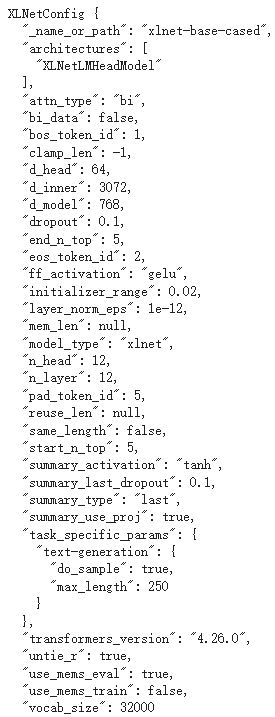 XLNetConfig {
  "_name_or_path": "xlnet-base-cased",
  "architectures": [
    "XLNetLMHeadModel"
  ],
  "attn_type": "bi",
  "bi_data": false,
  "bos_token_id": 1,
  "clamp_len": -1,
  "d_head": 64,
  "d_inner": 3072,
  "d_model": 768,
  "dropout": 0.1,
  "end_n_top": 5,
  "eos_token_id": 2,
  "ff_activation": "gelu",
  "initializer_range": 0.02,
  "layer_norm_eps": 1e-12,
  "mem_len": null,
  "model_type": "xlnet",
  "n_head": 12,
  "n_layer": 12,
  "pad_token_id": 5,
  "reuse_len": null,
  "same_length": false,
  "start_n_top": 5,
  "summary_activation": "tanh",
  "summary_last_dropout": 0.1,
  "summary_type": "last",
  "summary_use_proj": true,
  "task_specific_params": {
    "text-generation": {
      "do_sample": true,
      "max_length": 250
    }
  },
  "transformers_version": "4.26.0",
  "untie_r": true,
  "use_mems_eval": true,
  "use_mems_train": false,
  "vocab_size": 32000